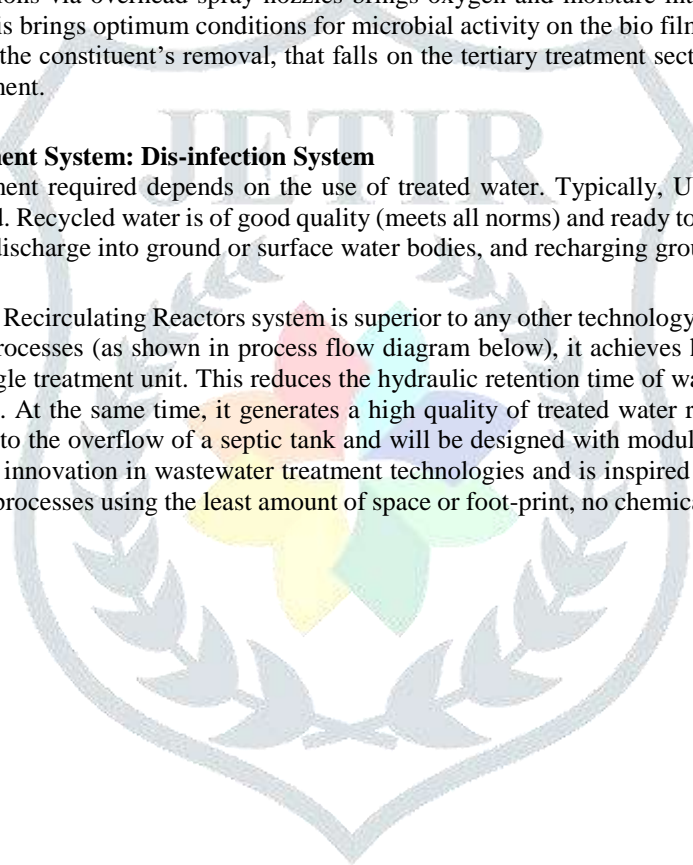 ions via overhead spray nozzles brings oxygen and moisture
is brings optimum conditions for microbial activity on the bio film
the constituent's removal, that falls on the tertiary treatment sect
ment.
JETIR
ment System: Dis-infection System
ment required depends on the use of treated water. Typically, U
d. Recycled water is of good quality (meets all norms) and ready to
discharge into ground or surface water bodies, and recharging grou
Recirculating Reactors system is superior to any other technology
rocesses (as shown in process flow diagram below), it achieves
gle treatment unit. This reduces the hydraulic retention time of wa
. At the same time, it generates a high quality of treated water r
to the overflow of a septic tank and will be designed with modul
innovation in wastewater treatment technologies and is inspired
processes using the least amount of space or foot-print, no chemica